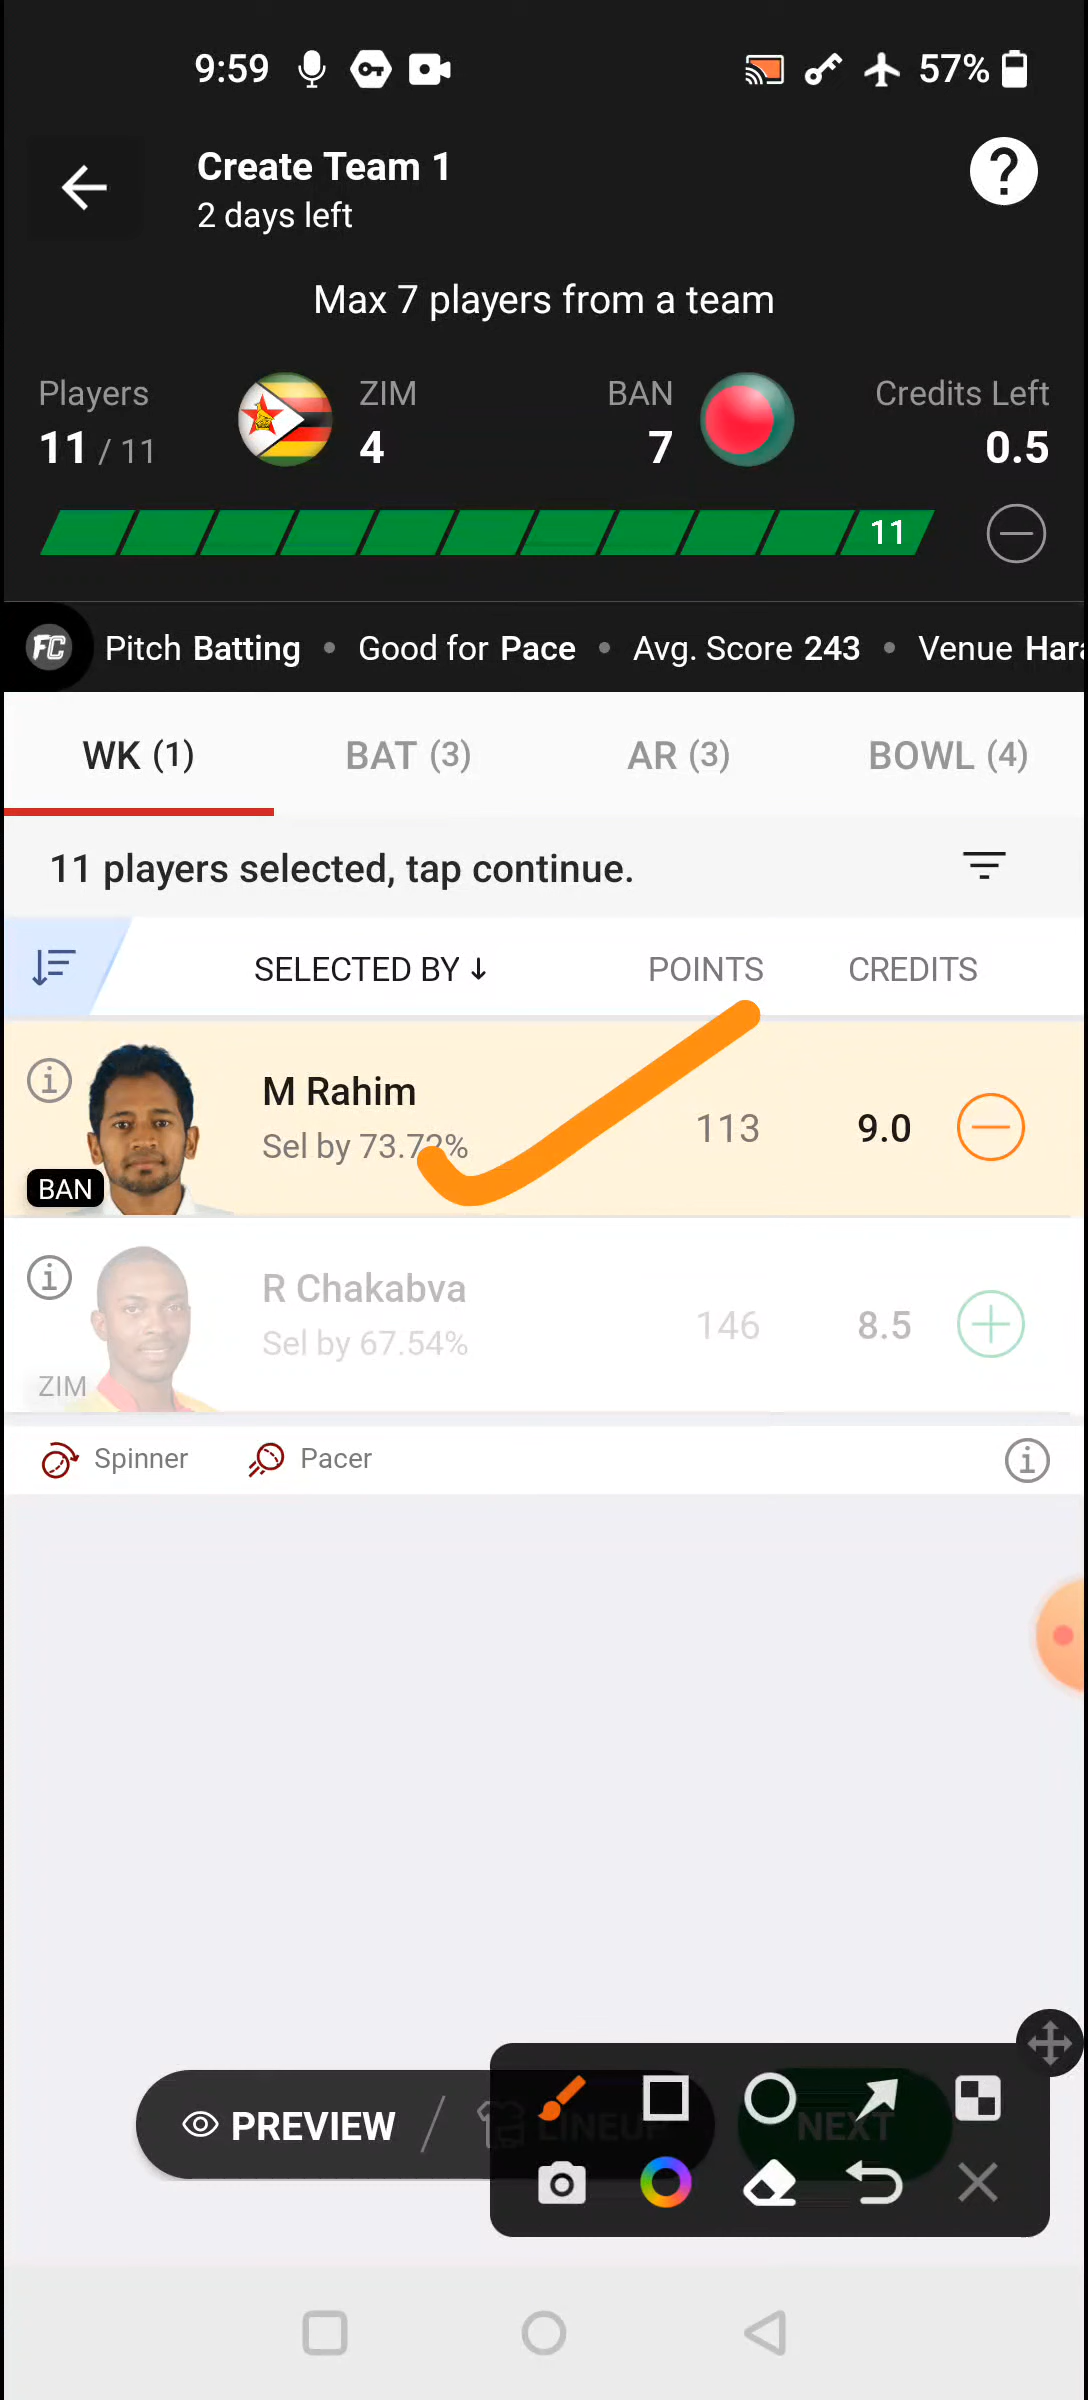 9:59
57%
Create Team 1
2 days left
Max 7 players from a team
Players
11 / 11
ZIM
4
BAN
7
Credits Left
0.5
11
FC Pitch Batting • Good for Pace • Avg. Score 243 • Venue Har
WK (1) BAT (3) AR (3) BOWL (4)
11 players selected, tap continue.
SELECTED BY ↓ POINTS CREDITS
M Rahim
Sel by 73.72%
113 9.0
BAN
R Chakabva
Sel by 67.54%
146 8.5
ZIM
Spinner Pacer
PREVIEW / LINEUP NEXT